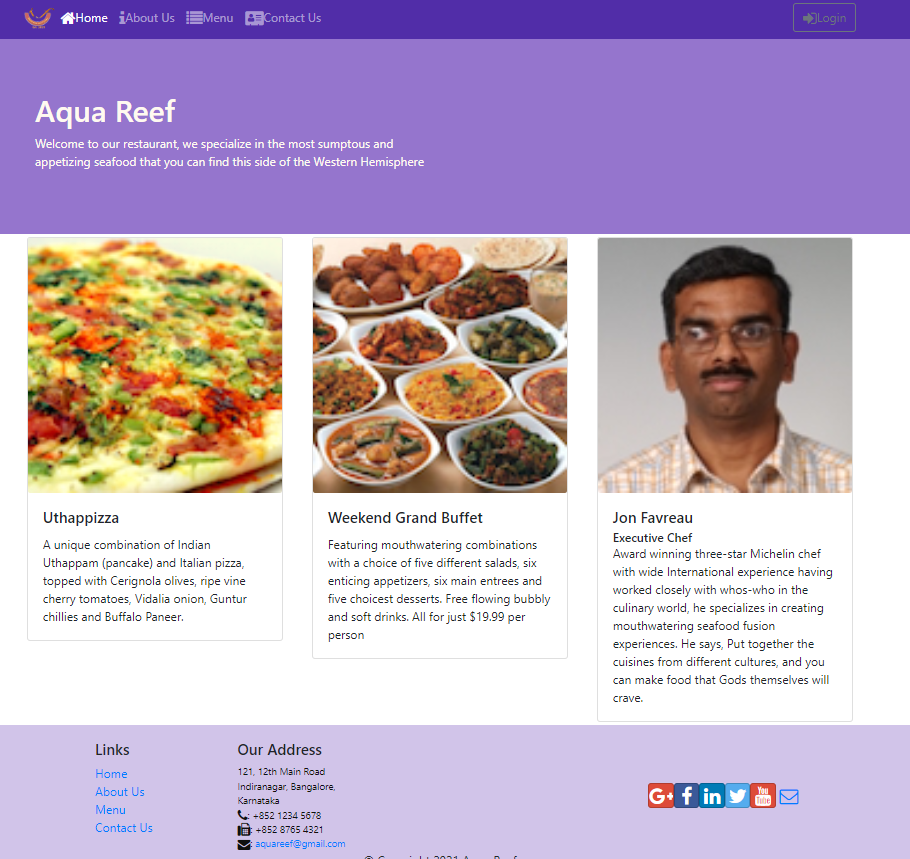 Home About Us Menu Contact Us Login
Aqua Reef
Welcome to our restaurant, we specialize in the most sumptous and
appetizing seafood that you can find this side of the Western Hemisphere
Uthappizza
A unique combination of Indian
Uthappam (pancake) and Italian pizza,
topped with Cerignola olives, ripe vine
cherry tomatoes, Vidalia onion, Guntur
chillies and Buffalo Paneer.
Weekend Grand Buffet
Featuring mouthwatering combinations
with a choice of five different salads, six
enticing appetizers, six main entrees and
five choicest desserts. Free flowing bubbly
and soft drinks. All for just $19.99 per
person
Jon Favreau
Executive Chef
Award winning three-star Michelin chef
with wide International experience having
worked closely with whos-who in the
culinary world, he specializes in creating
mouthwatering seafood fusion
experiences. He says, Put together the
cuisines from different cultures, and you
can make food that Gods themselves will
crave.
Links
Home
About Us
Menu
Contact Us
Our Address
121, 12th Main Road
Indiranagar, Bangalore,
Karnataka
: +852 1234 5678
: +852 8765 4321
: aquareef@gmail.com
G+ f in You Tube
© Copyright 2021 Aqua Reef